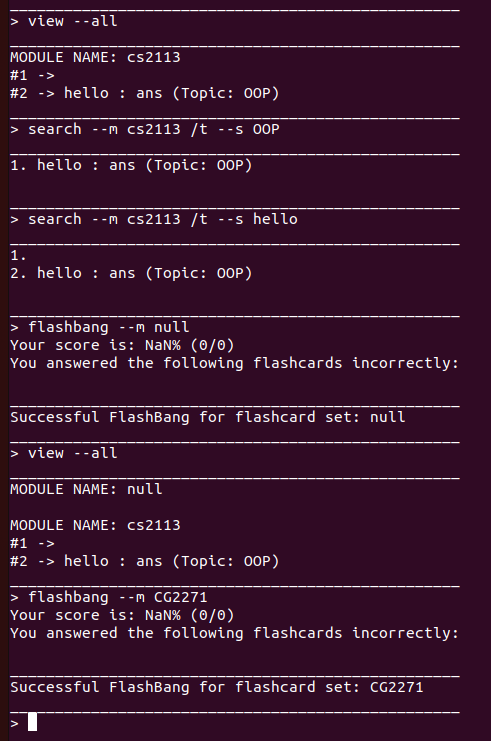 > view --all
MODULE NAME: cs2113
#1 ->
#2 -> hello : ans (Topic: OOP)
> search --m cs2113 /t --s OOP
1. hello : ans (Topic: OOP)
> search --m cs2113 /t --s hello
1.
2. hello : ans (Topic: OOP)
> flashbang --m null
Your score is: NaN% (0/0)
You answered the following flashcards incorrectly:
Successful FlashBang for flashcard set: null
> view --all
MODULE NAME: null
MODULE NAME: cs2113
#1 ->
#2 -> hello : ans (Topic: OOP)
> flashbang --m CG2271
Your score is: NaN% (0/0)
You answered the following flashcards incorrectly:
Successful FlashBang for flashcard set: CG2271
>